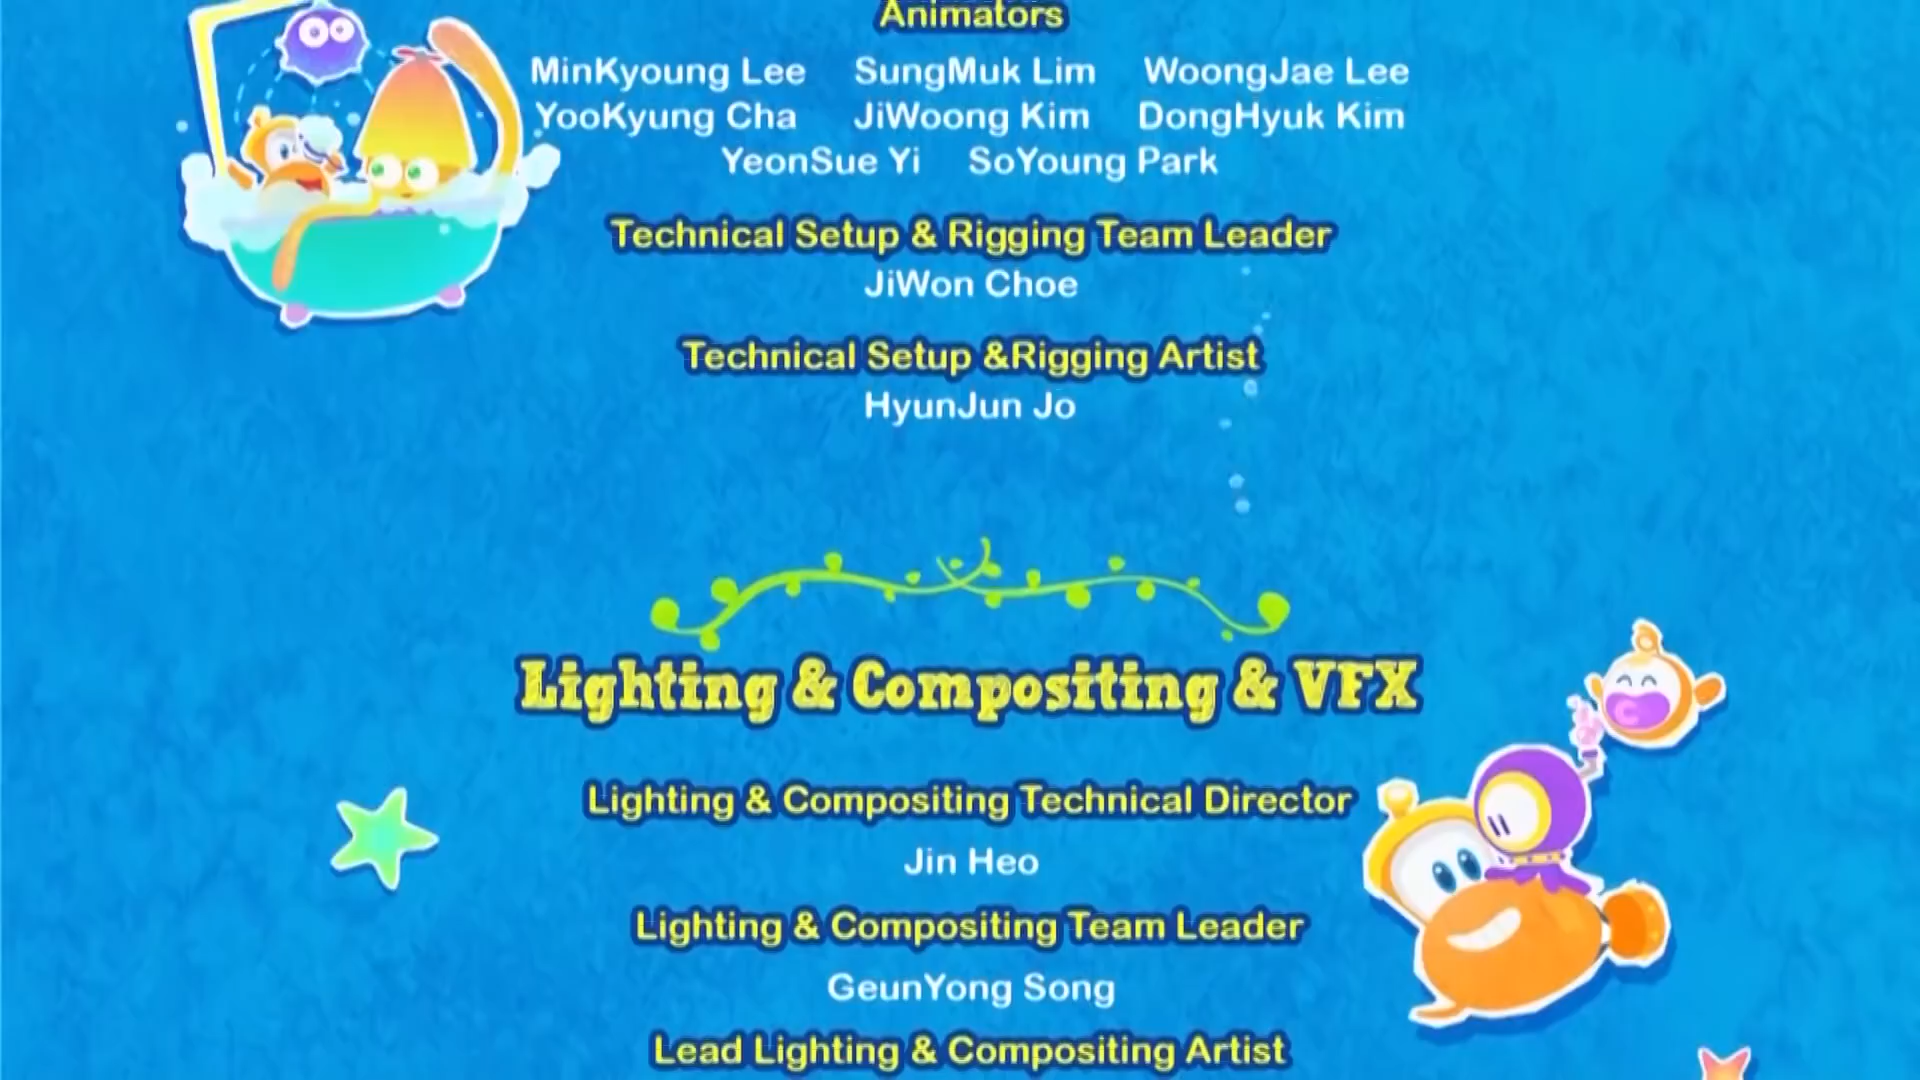 Animators
MinKyoung Lee SungMuk Lim WoongJae Lee
YooKyung Cha JiWoong Kim DongHyuk Kim
YeonSue Yi SoYoung Park
Technical Setup & Rigging Team Leader
JiWon Choe
Technical Setup &Rigging Artist
HyunJun Jo
Lighting & Compositing & VFX
Lighting & Compositing Technical Director
Jin Heo
Lighting & Compositing Team Leader
GeunYong Song
Lead Lighting & Compositing Artist